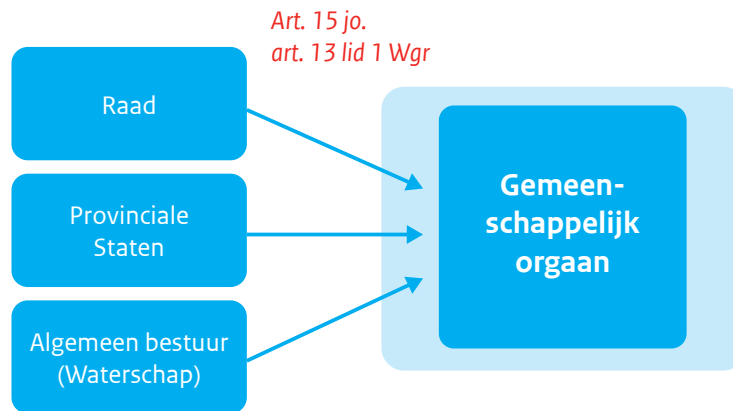 Art. 15 jo.
art. 13 lid 1 Wgr
Raad
Provinciale
Staten
Algemeen bestuur
(Waterschap)
Gemeen-
schappelijk
orgaan